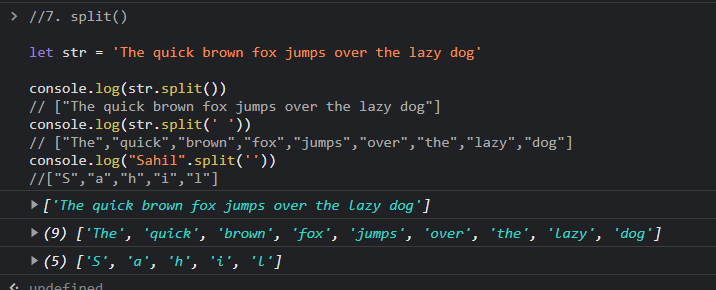 //7. split()
let str = 'The quick brown fox jumps over the lazy dog'
console.log(str.split())
// ["The quick brown fox jumps over the lazy dog"]
console.log(str.split(' '))
// ["The","quick","brown","fox","jumps","over","the","lazy","dog"]
console.log("Sahil".split(''))
//["S","a","h","i","l"]
['The quick brown fox jumps over the lazy dog']
(9) ['The', 'quick', 'brown', 'fox', 'jumps', 'over', 'the', 'lazy', 'dog']
(5) ['S', 'a', 'h', 'i', 'l']
undefined